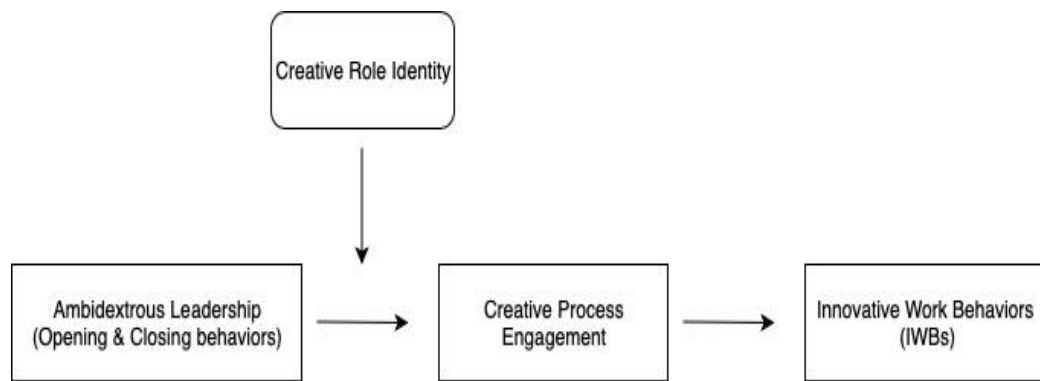 Creative Role Identity
Ambidextrous Leadership
(Opening & Closing behaviors)
Creative Process
Engagement
Innovative Work Behaviors
(IWBs)